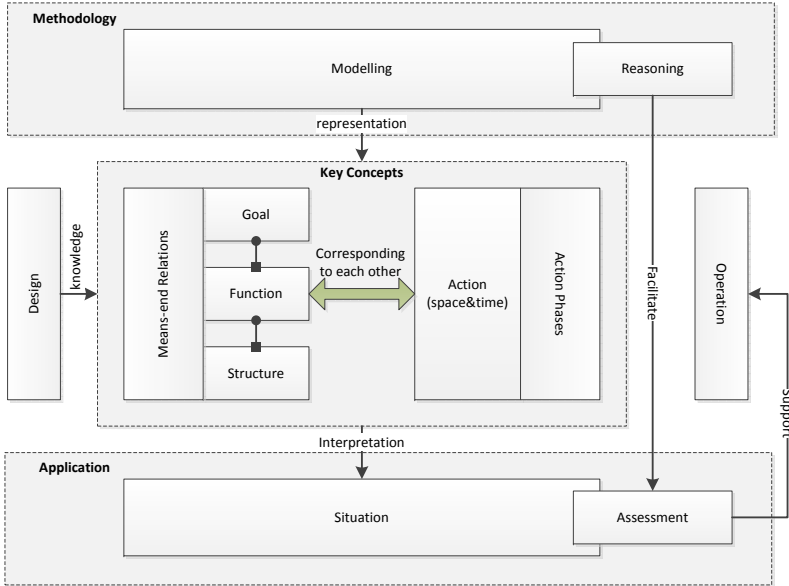 Methodology
Modelling
Reasoning
representation
Key Concepts
Design
knowledge
Means-end Relations
Goal
Function
Structure
Corresponding
to each other
Action
(space&time)
Action Phases
Facilitate
Operation
Support
Interpretation
Application
Situation
Assessment